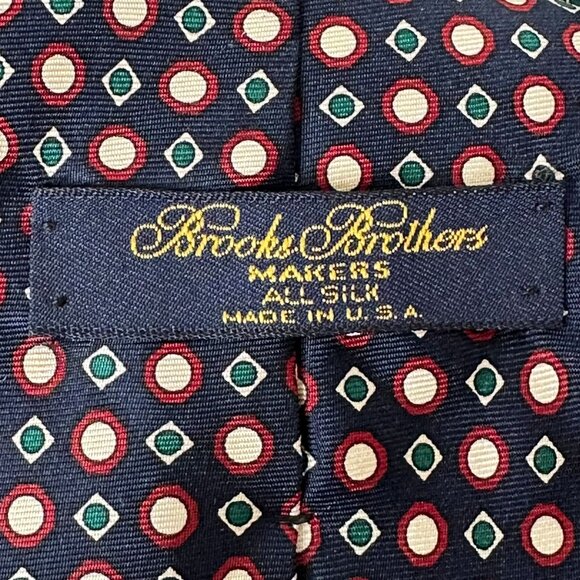 Brooks Brothers
MAKERS
ALL SILK
MADE IN U.S.A.